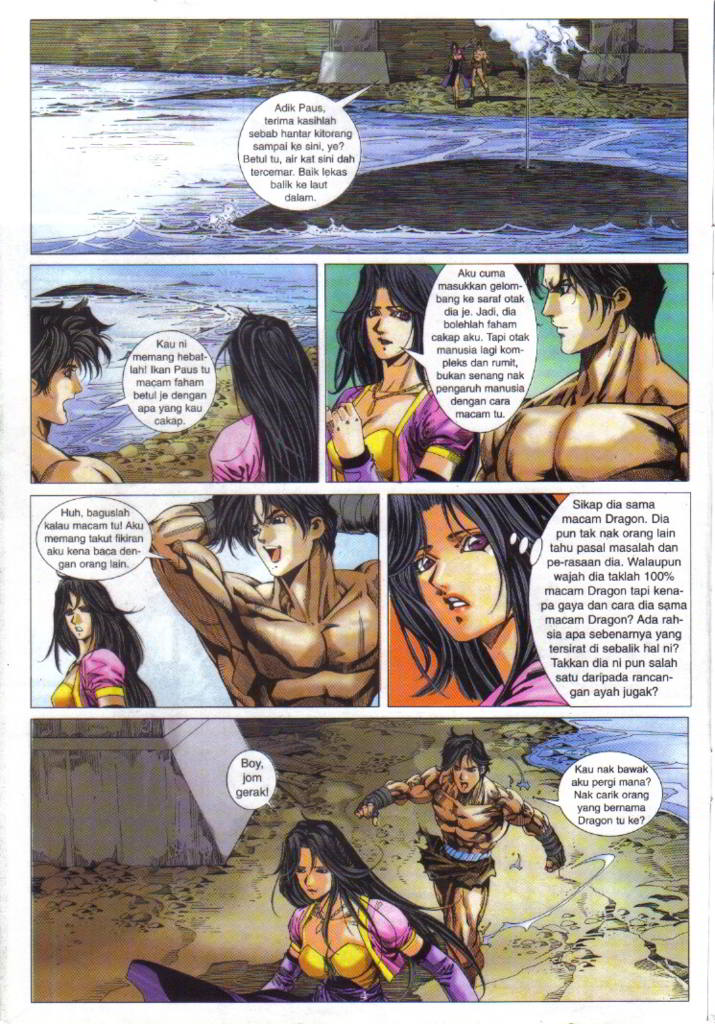 Adik Paus,
terima kasihlah
sebab hantar kitorang
sampai ke sini, ye?
Betul tu, air kat sini dah
tercemar. Baik lekas
balik ke laut
dalam.
Kau ni
memang hebat-
lah! Ikan Paus tu
macam faham
betul je dengan
apa yang kau
cakap.
Aku cuma
masukkan gelom-
bang ke saraf otak
dia je. Jadi, dia
bolehlah faham
cakap aku. Tapi otak
manusia lagi kom-
pleks dan rumit,
bukan senang nak
pengaruh manusia
dengan cara
macam tu.
Huh, baguslah
kalau macam tu! Aku
memang takut fikiran
aku kena baca den-
gan orang lain.
Sikap dia sama
macam Dragon. Dia
pun tak nak orang lain
tahu pasal masalah dan
pe-rasaan dia. Walaupun
wajah dia taklah 100%
macam Dragon tapi kena-
pa gaya dan cara dia sama
macam Dragon? Ada rah-
sia apa sebenarnya yang
tersirat di sebalik hal ni?
Takkan dia ni pun salah
satu daripada rancan-
gan ayah jugak?
Boy,
jom
gerak!
Kau nak bawak
aku pergi mana?
Nak carik orang
yang bernama
Dragon tu ke?